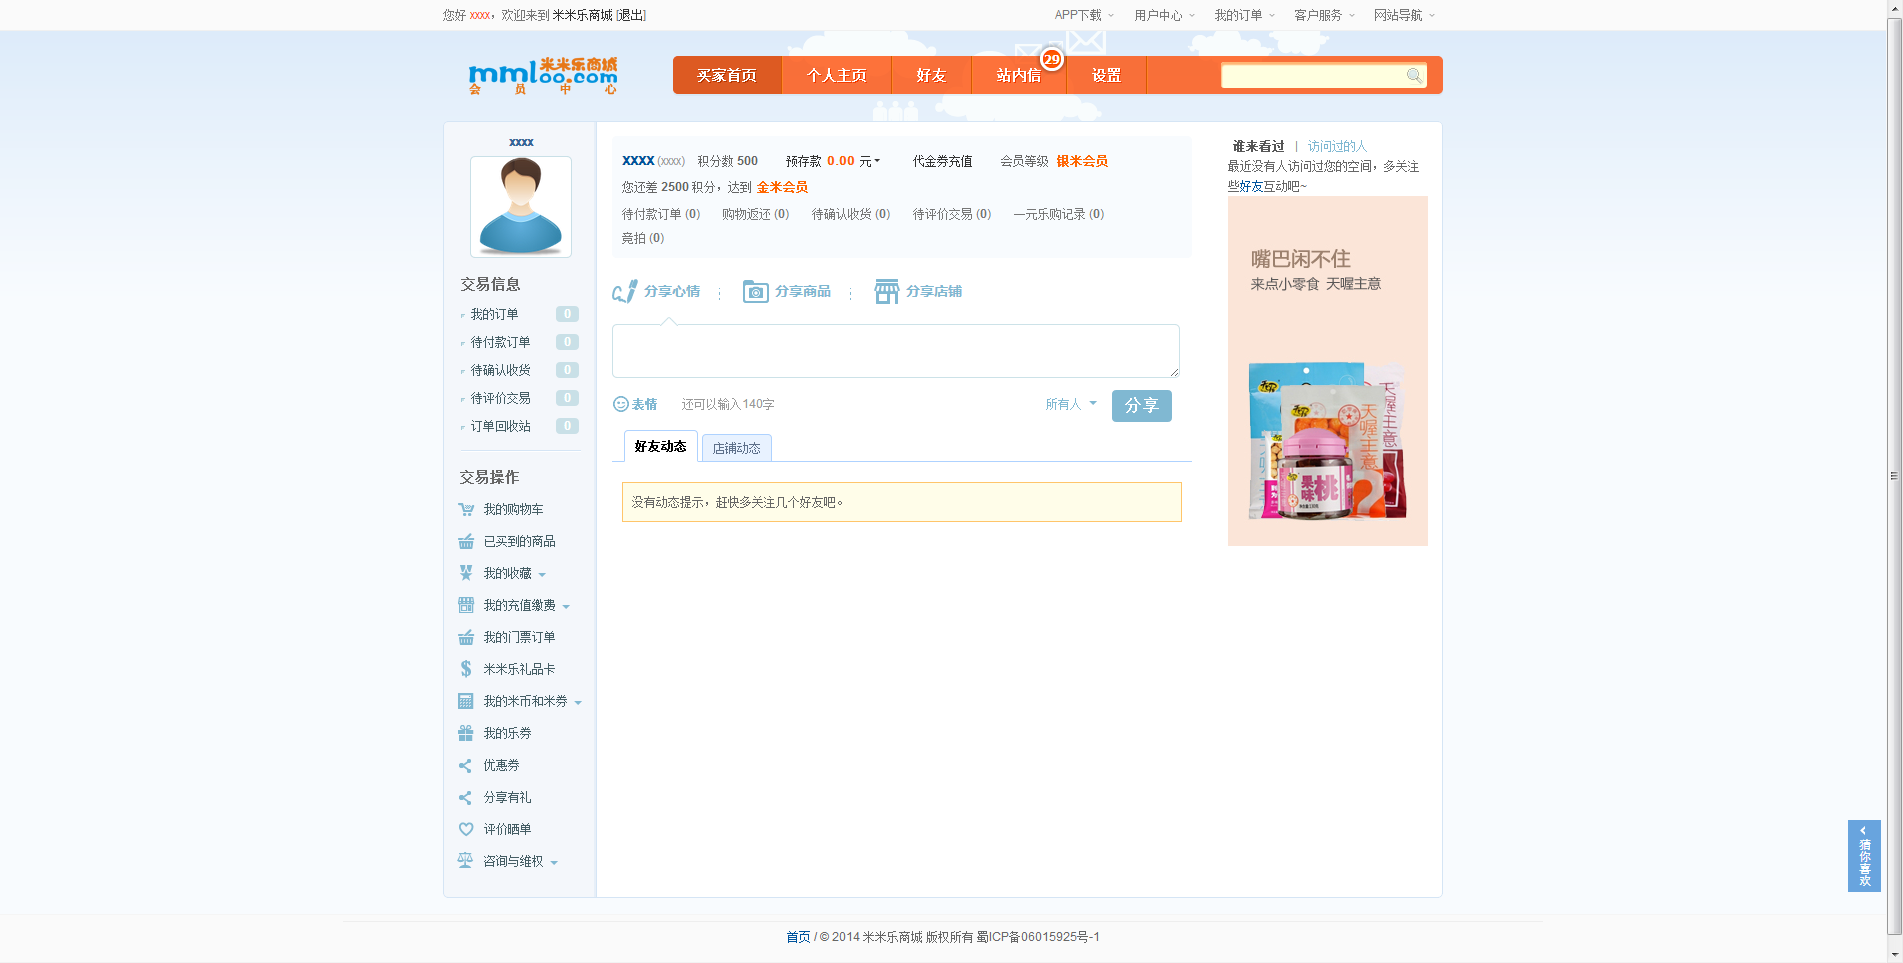 您好 xxxx，欢迎来到 米米乐商城 [退出]
APP下载 用户中心 我的订单 客户服务 网站导航
米米乐商城
mmloo.com
会员中心
买家首页 个人主页 好友 站内信 29 设置
xxxx
交易信息
我的订单 0
待付款订单 0
待确认收货 0
待评价交易 0
订单回收站 0
交易操作
我的购物车
已买到的商品
我的收藏
我的充值缴费
我的门票订单
米米乐礼品卡
我的米币和米券
我的乐券
优惠券
分享有礼
评价晒单
咨询与维权
xxxx (xxxx) 积分数 500 预存款 0.00 元 代金券充值 会员等级 银米会员
您还差 2500 积分，达到 金米会员
待付款订单 (0) 购物返还 (0) 待确认收货 (0) 待评价交易 (0) 一元乐购记录 (0)
竞拍 (0)
分享心情 分享商品 分享店铺
表情 还可以输入140字 所有人 分享
好友动态 店铺动态
没有动态提示，赶快多关注几个好友吧。
谁来看过 | 访问过的人
最近没有人访问过您的空间，多关注
些好友互动吧~
嘴巴闲不住
来点小零食 天喔主意
天喔主意
天喔主意
果味桃
猜你喜欢
首页 / © 2014 米米乐商城 版权所有 蜀ICP备06015925号-1